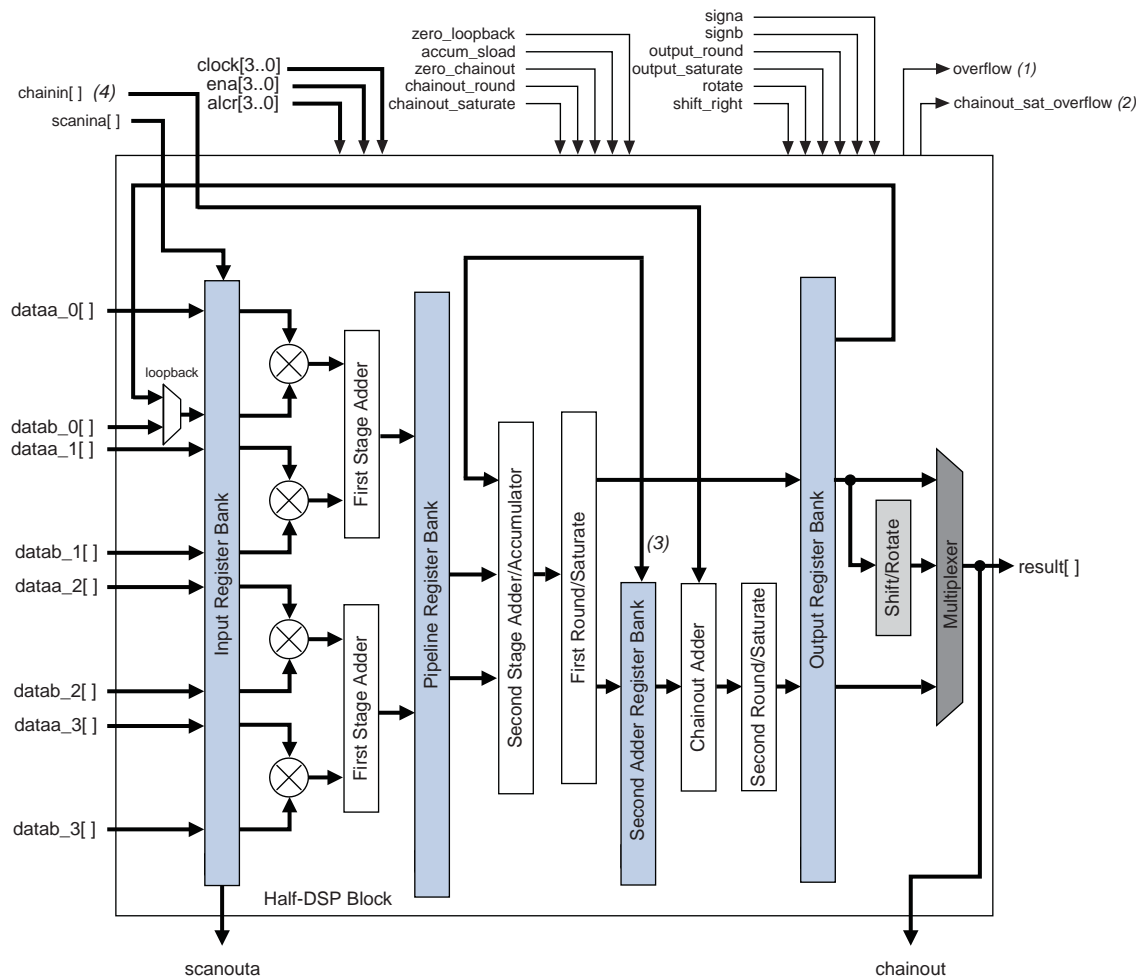 signa
signb
output_round
output_saturate
rotate
shift_right
zero_loopback
accum_sload
zero_chainout
chainout_round
chainout_saturate
clock[3..0]
ena[3..0]
alcr[3..0]
chainin[ ] (4)
scanina[ ]
overflow (1)
chainout_sat_overflow (2)
dataa_0[ ]
loopback
datab_0[ ]
dataa_1[ ]
datab_1[ ]
dataa_2[ ]
datab_2[ ]
dataa_3[ ]
datab_3[ ]
Input Register Bank
First Stage Adder
First Stage Adder
Pipeline Register Bank
Second Stage Adder/Accumulator
First Round/Saturate
(3)
Second Adder Register Bank
Chainout Adder
Second Round/Saturate
Output Register Bank
Shift/Rotate
Multiplexer
result[ ]
Half-DSP Block
scanouta
chainout